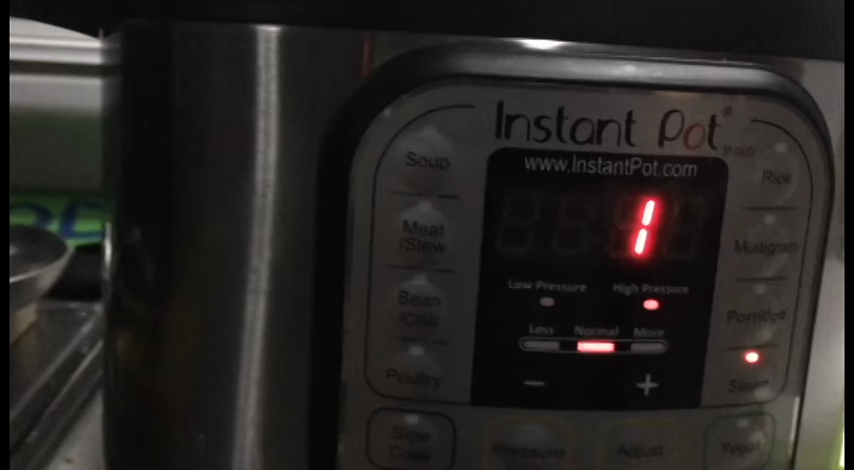 Instant Pot®
www.InstantPot.com
Soup
Meat
/Stew
Bean
/Chili
Poultry
Slow
Cook
1
Low Pressure
High Pressure
Less Normal More
− +
Pressure
Adjust
Rice
Multigrain
Porridge
Steam
Yogurt